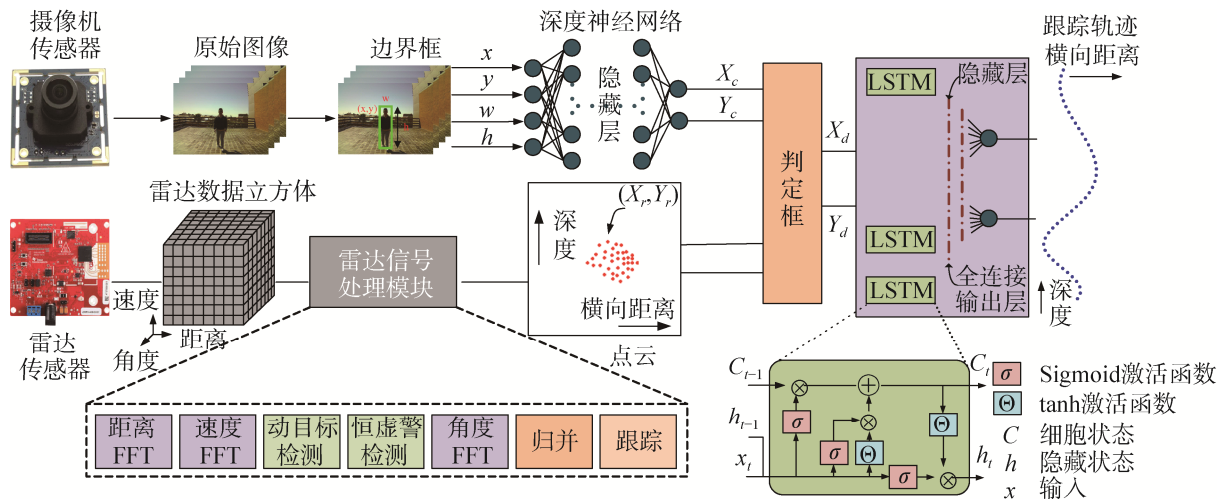 摄像机
传感器
原始图像
边界框
(x,y)
w
x
y
w
h
深度神经网络
隐
藏
层
X_c
Y_c
判
定
框
X_d
Y_d
LSTM
LSTM
LSTM
隐藏层
全连接
输出层
跟踪轨迹
横向距离
深
度
雷达数据立方体
速度
距离
角度
雷达
传感器
雷达信号
处理模块
(X_r,Y_r)
深
度
横向距离
点云
距离
FFT
速度
FFT
动目标
检测
恒虚警
检测
角度
FFT
归并
跟踪
C_{t-1}
h_{t-1}
x_t
σ
σ
Θ
σ
Θ
C_t
h_t
σ Sigmoid激活函数
Θ tanh激活函数
C 细胞状态
h 隐藏状态
x 输入